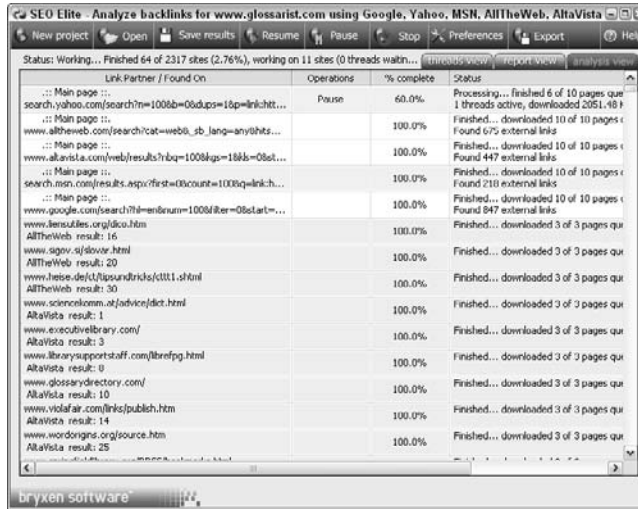 SEO Elite - Analyze backlinks for www.glossarist.com using Google, Yahoo, MSN, AllTheWeb, AltaVista
New project Open Save results Resume Pause Stop Preferences Export Hel
Status: Working... Finished 64 of 2317 sites (2.76%), working on 11 sites (0 threads waitin... threads view report view analysis view
Link Partner / Found On Operations % complete Status
.:: Main page ::. Processing... finished 6 of 10 pages que
search.yahoo.com/search?n=100&b=0&dups=1&p=link:htt... Pause 60.0% 1 threads active, downloaded 2051.48 K
.:: Main page ::. Finished... downloaded 10 of 10 pages
www.alltheweb.com/search?cat=web&_sb_lang=any&hits... 100.0% Found 675 external links
.:: Main page ::. Finished... downloaded 10 of 10 pages
www.altavista.com/web/results?nbq=100&kgs=1&kls=0&st... 100.0% Found 447 external links
.:: Main page ::. Finished... downloaded 10 of 10 pages
search.msn.com/results.aspx?first=0&count=100&q=link:h... 100.0% Found 218 external links
.:: Main page ::. Finished... downloaded 10 of 10 pages
www.google.com/search?hl=en&num=100&filter=0&start=... 100.0% Found 847 external links
www.liensutiles.org/dico.htm Finished... downloaded 3 of 3 pages que
AllTheWeb result: 16 100.0%
www.sigov.si/slovar.html Finished... downloaded 3 of 3 pages que
AllTheWeb result: 20 100.0%
www.heise.de/ct/tipsundtricks/cttt1.shtml Finished... downloaded 3 of 3 pages que
AllTheWeb result: 30 100.0%
www.sciencekomm.at/advice/dict.html Finished... downloaded 3 of 3 pages que
AltaVista result: 1 100.0%
www.executivelibrary.com/ Finished... downloaded 3 of 3 pages que
AltaVista result: 3 100.0%
www.librarysupportstaff.com/librefpg.html Finished... downloaded 3 of 3 pages que
AltaVista result: 8 100.0%
www.glossarydirectory.com/ Finished... downloaded 3 of 3 pages que
AltaVista result: 10 100.0%
www.violafair.com/links/publish.htm Finished... downloaded 3 of 3 pages que
AltaVista result: 14 100.0%
www.wordorigins.org/source.htm Finished... downloaded 3 of 3 pages que
AltaVista result: 25 100.0%
bryxen software